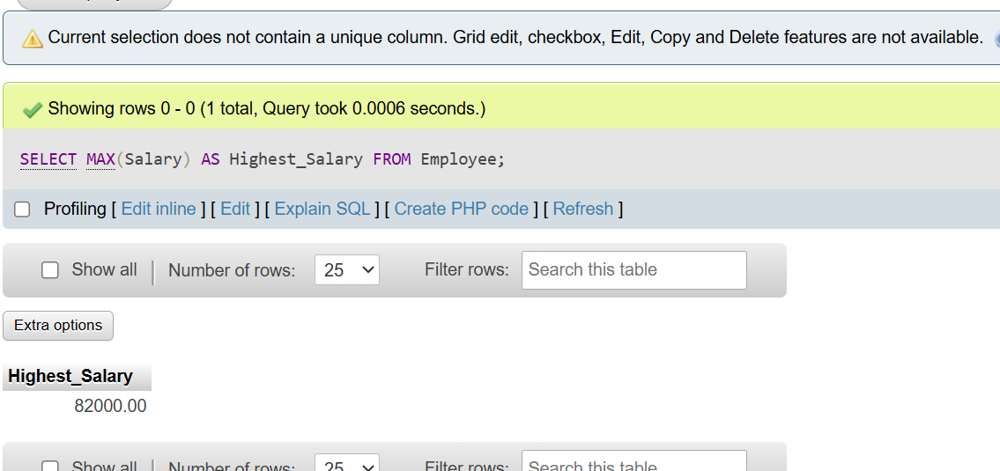 Current selection does not contain a unique column. Grid edit, checkbox, Edit, Copy and Delete features are not available.
Showing rows 0 - 0 (1 total, Query took 0.0006 seconds.)
SELECT MAX(Salary) AS Highest_Salary FROM Employee;
Profiling [ Edit inline ] [ Edit ] [ Explain SQL ] [ Create PHP code ] [ Refresh ]
Show all | Number of rows: 25 Filter rows: Search this table
Extra options
Highest_Salary
82000.00
Show all | Number of rows: 25 Filter rows: Search this table